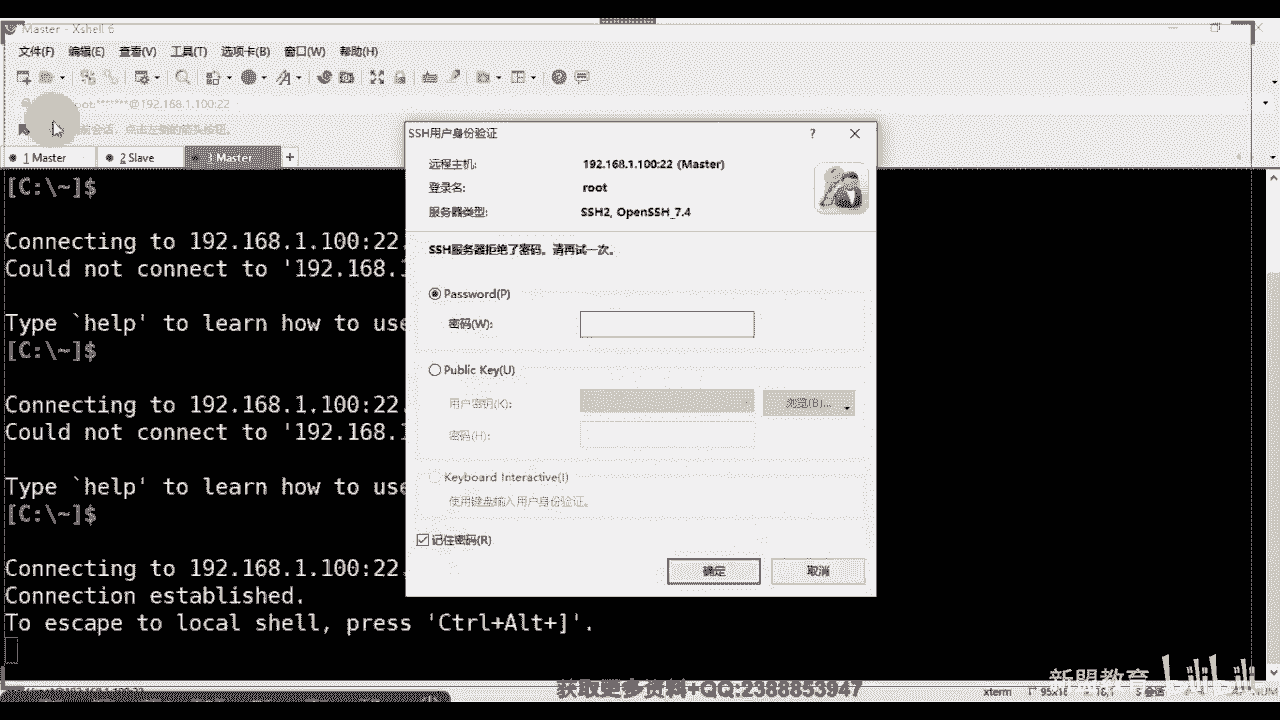 Master - Xshell 6
文件(F) 编辑(E) 查看(V) 工具(T) 选项卡(B) 窗口(W) 帮助(H)
root:*******@192.168.1.100:22
1 Master 2 Slave Master +
[C:\~]$
Connecting to 192.168.1.100:22
Could not connect to '192.168.1
Type `help' to learn how to use
[C:\~]$
Connecting to 192.168.1.100:22
Could not connect to '192.168.1
Type `help' to learn how to use
[C:\~]$
Connecting to 192.168.1.100:22
Connection established.
To escape to local shell, press 'Ctrl+Alt+]'.
SSH用户身份验证
远程主机: 192.168.1.100:22 (Master)
登录名: root
服务器类型: SSH2, OpenSSH_7.4
SSH服务器拒绝了密码。请再试一次。
Password(P)
密码(W):
Public Key(U)
用户密钥(K): 浏览(B)...
密码(H):
Keyboard Interactive(I)
使用键盘输入用户身份验证。
记住密码(R)
确定 取消
新盟教育 bilibili
获取更多资料+QQ:2388853947
xterm